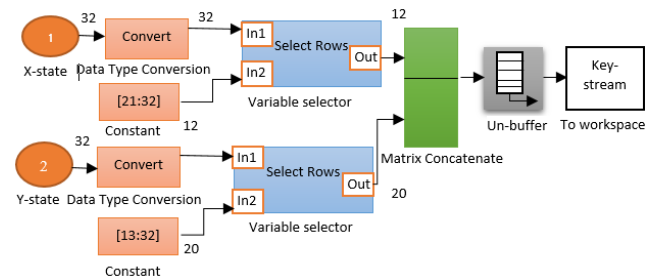 32
32
12
1
Convert
In1
Select Rows
Out
In2
X-state
Data Type Conversion
[21:32]
Constant
12
Variable selector
Key-
stream
Un-buffer
To workspace
Matrix Concatenate
32
2
Convert
In1
Select Rows
Out
In2
20
Y-state
Data Type Conversion
[13:32]
20
Variable selector
Constant